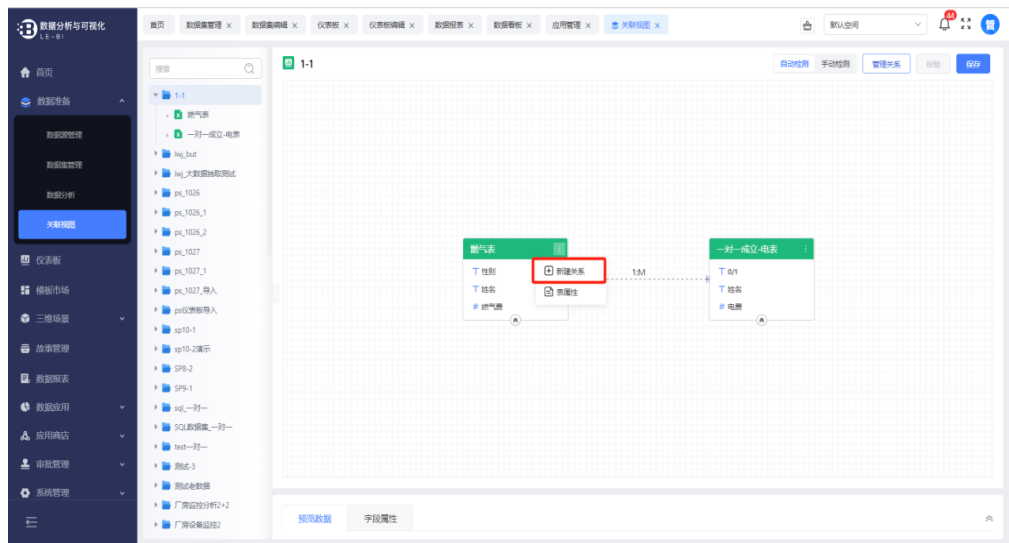 数据分析与可视化
LE-BI
首页
数据集管理 ×
数据集编辑 ×
仪表板 ×
仪表板编辑 ×
数据报表 ×
数据看板 ×
应用管理 ×
关联视图 ×
默认空间
44
管
首页
数据准备
数据源管理
数据集管理
数据分析
关联视图
仪表板
模板市场
三维场景
故事管理
数据报表
数据应用
应用商店
审批管理
系统管理
搜索
1-1
燃气表
一对一成立-电表
lwj_but
lwj_大数据抽取测试
ps_1026
ps_1026_1
ps_1026_2
ps_1027
ps_1027_1
ps_1027_导入
ps仪表板导入
sp10-1
sp10-2演示
SP8-2
SP9-1
sql_一对一
SQL数据集_一对一
test一对一
测试-3
测试老数据
厂房监控分析2+2
厂房设备监控2
1-1
自动检测
手动检测
管理关系
校验
保存
燃气表
T 性别
T 姓名
# 燃气费
新建关系
表属性
1:M
一对一成立-电表
T 0/1
T 姓名
# 电费
预览数据
字段属性